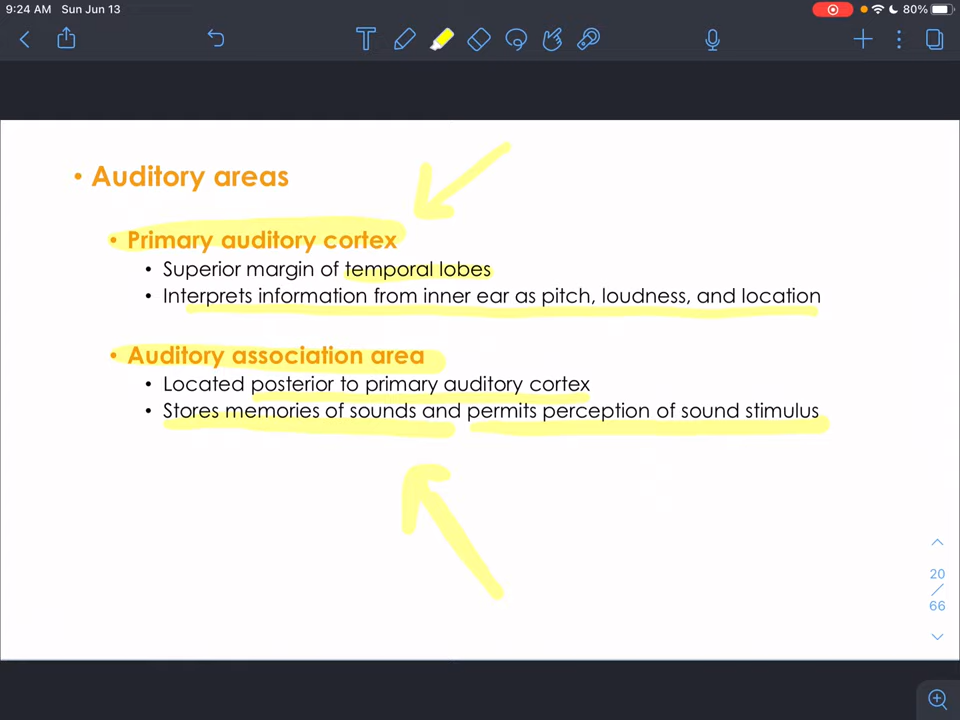 9:24 AM Sun Jun 13
80%
• Auditory areas
• Primary auditory cortex
• Superior margin of temporal lobes
• Interprets information from inner ear as pitch, loudness, and location
• Auditory association area
• Located posterior to primary auditory cortex
• Stores memories of sounds and permits perception of sound stimulus
20
/
66